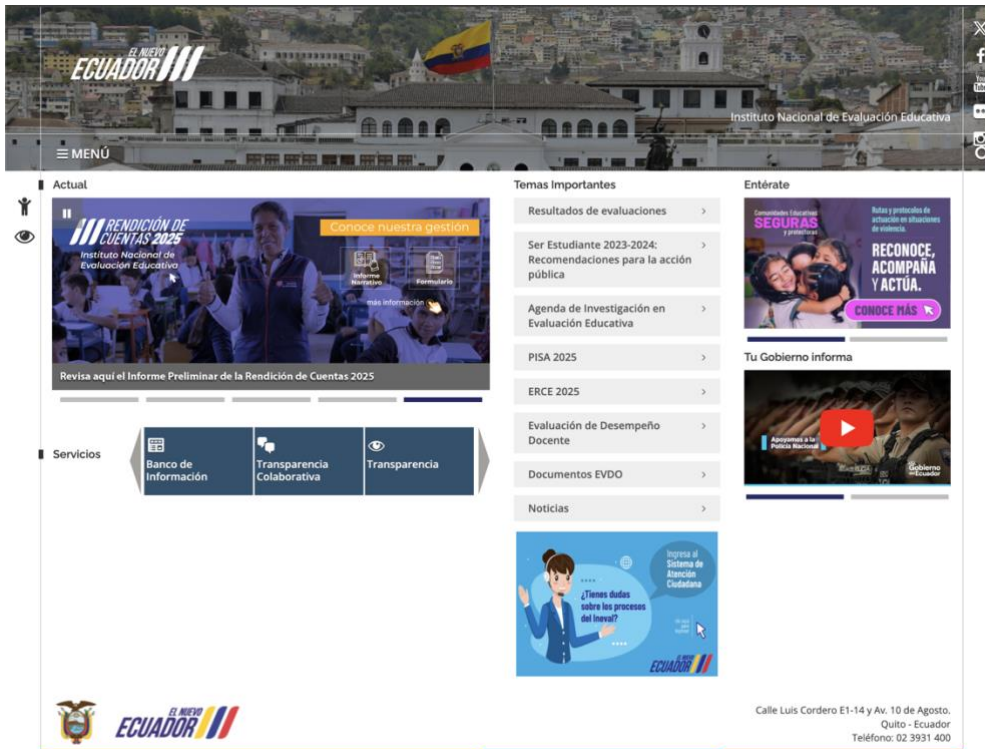 EL NUEVO
ECUADOR
Instituto Nacional de Evaluación Educativa
MENÚ
Actual
RENDICIÓN DE
CUENTAS 2025
Instituto Nacional de
Evaluación Educativa
Conoce nuestra gestión
Informe
Narrativo
Formulario
más información
Revisa aquí el Informe Preliminar de la Rendición de Cuentas 2025
Servicios
Banco de
Información
Transparencia
Colaborativa
Transparencia
Temas Importantes
Resultados de evaluaciones
Ser Estudiante 2023-2024:
Recomendaciones para la acción
pública
Agenda de Investigación en
Evaluación Educativa
PISA 2025
ERCE 2025
Evaluación de Desempeño
Docente
Documentos EVDO
Noticias
¿Tienes dudas
sobre los procesos
del Ineval?
Ingresa al
Sistema de
Atención
Ciudadana
EL NUEVO
ECUADOR
Entérate
Comunidades Educativas
SEGURAS
y protectoras
Rutas y protocolos de
actuación en situaciones
de violencia.
RECONOCE,
ACOMPAÑA
Y ACTÚA.
CONOCE MÁS
Tu Gobierno informa
Apoyamos a la
Policía Nacional
Gobierno
del Ecuador
EL NUEVO
ECUADOR
Calle Luis Cordero E1-14 y Av. 10 de Agosto.
Quito - Ecuador
Teléfono: 02 3931 400